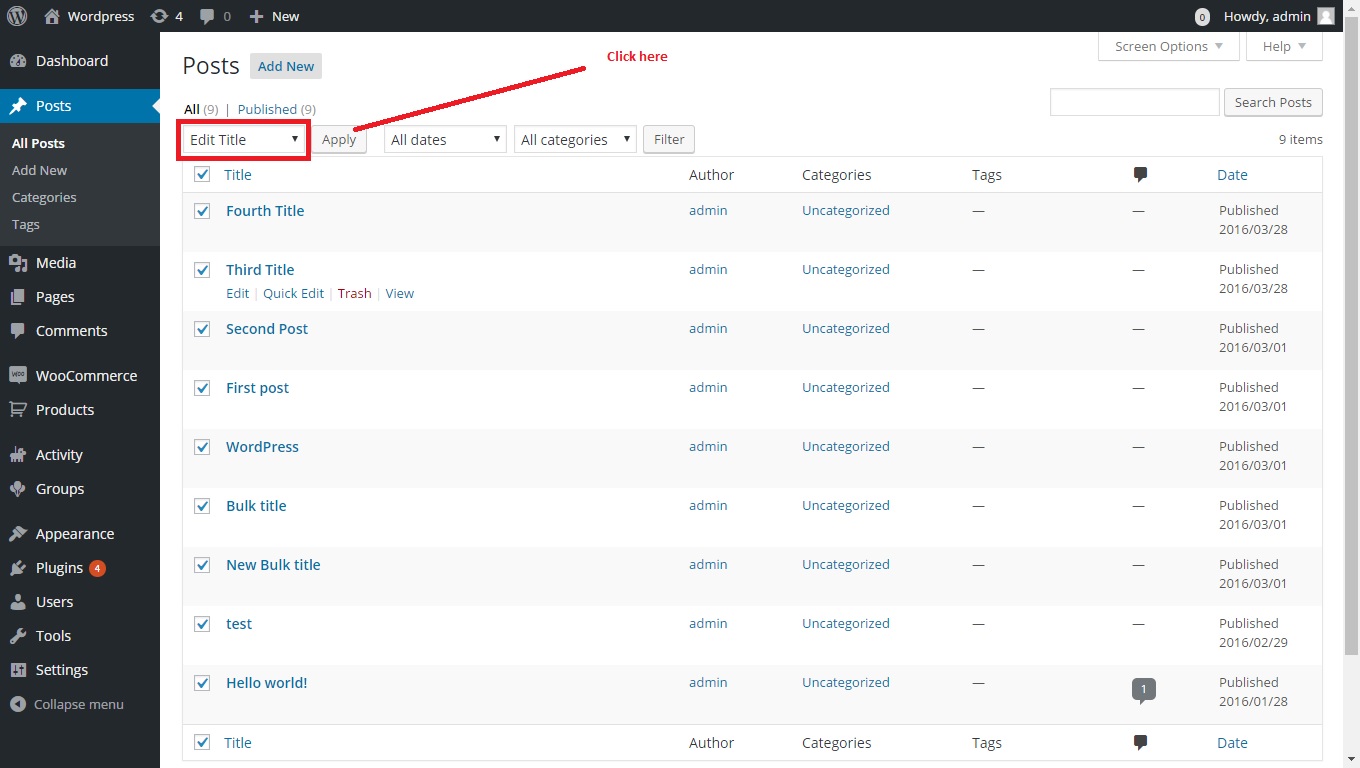 Wordpress 4 0 New 0 Howdy, admin
Dashboard
Posts
All Posts
Add New
Categories
Tags
Media
Pages
Comments
WooCommerce
Products
Activity
Groups
Appearance
Plugins 4
Users
Tools
Settings
Collapse menu
Click here
Screen Options Help
Posts Add New
All (9) | Published (9)
Search Posts
Edit Title Apply All dates All categories Filter 9 items
Title Author Categories Tags Date
Fourth Title admin Uncategorized — — Published
2016/03/28
Third Title admin Uncategorized — — Published
Edit | Quick Edit | Trash | View 2016/03/28
Second Post admin Uncategorized — — Published
2016/03/01
First post admin Uncategorized — — Published
2016/03/01
WordPress admin Uncategorized — — Published
2016/03/01
Bulk title admin Uncategorized — — Published
2016/03/01
New Bulk title admin Uncategorized — — Published
2016/03/01
test admin Uncategorized — — Published
2016/02/29
Hello world! admin Uncategorized — 1 Published
2016/01/28
Title Author Categories Tags Date